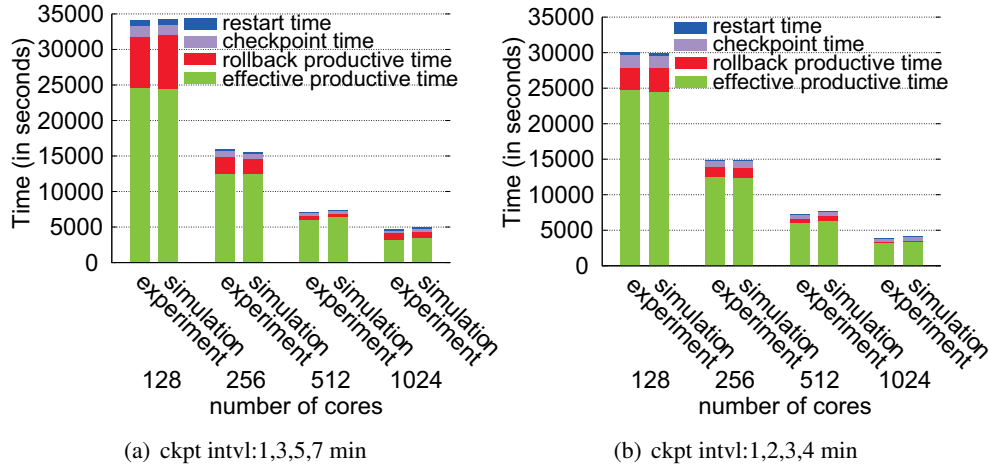 35000
30000
25000
20000
15000
10000
5000
0
Time (in seconds)
restart time
checkpoint time
rollback productive time
effective productive time
experiment
simulation
experiment
simulation
experiment
simulation
experiment
simulation
128
256
512
1024
number of cores
(a) ckpt intvl:1,3,5,7 min
35000
30000
25000
20000
15000
10000
5000
0
Time (in seconds)
restart time
checkpoint time
rollback productive time
effective productive time
experiment
simulation
experiment
simulation
experiment
simulation
experiment
simulation
128
256
512
1024
number of cores
(b) ckpt intvl:1,2,3,4 min